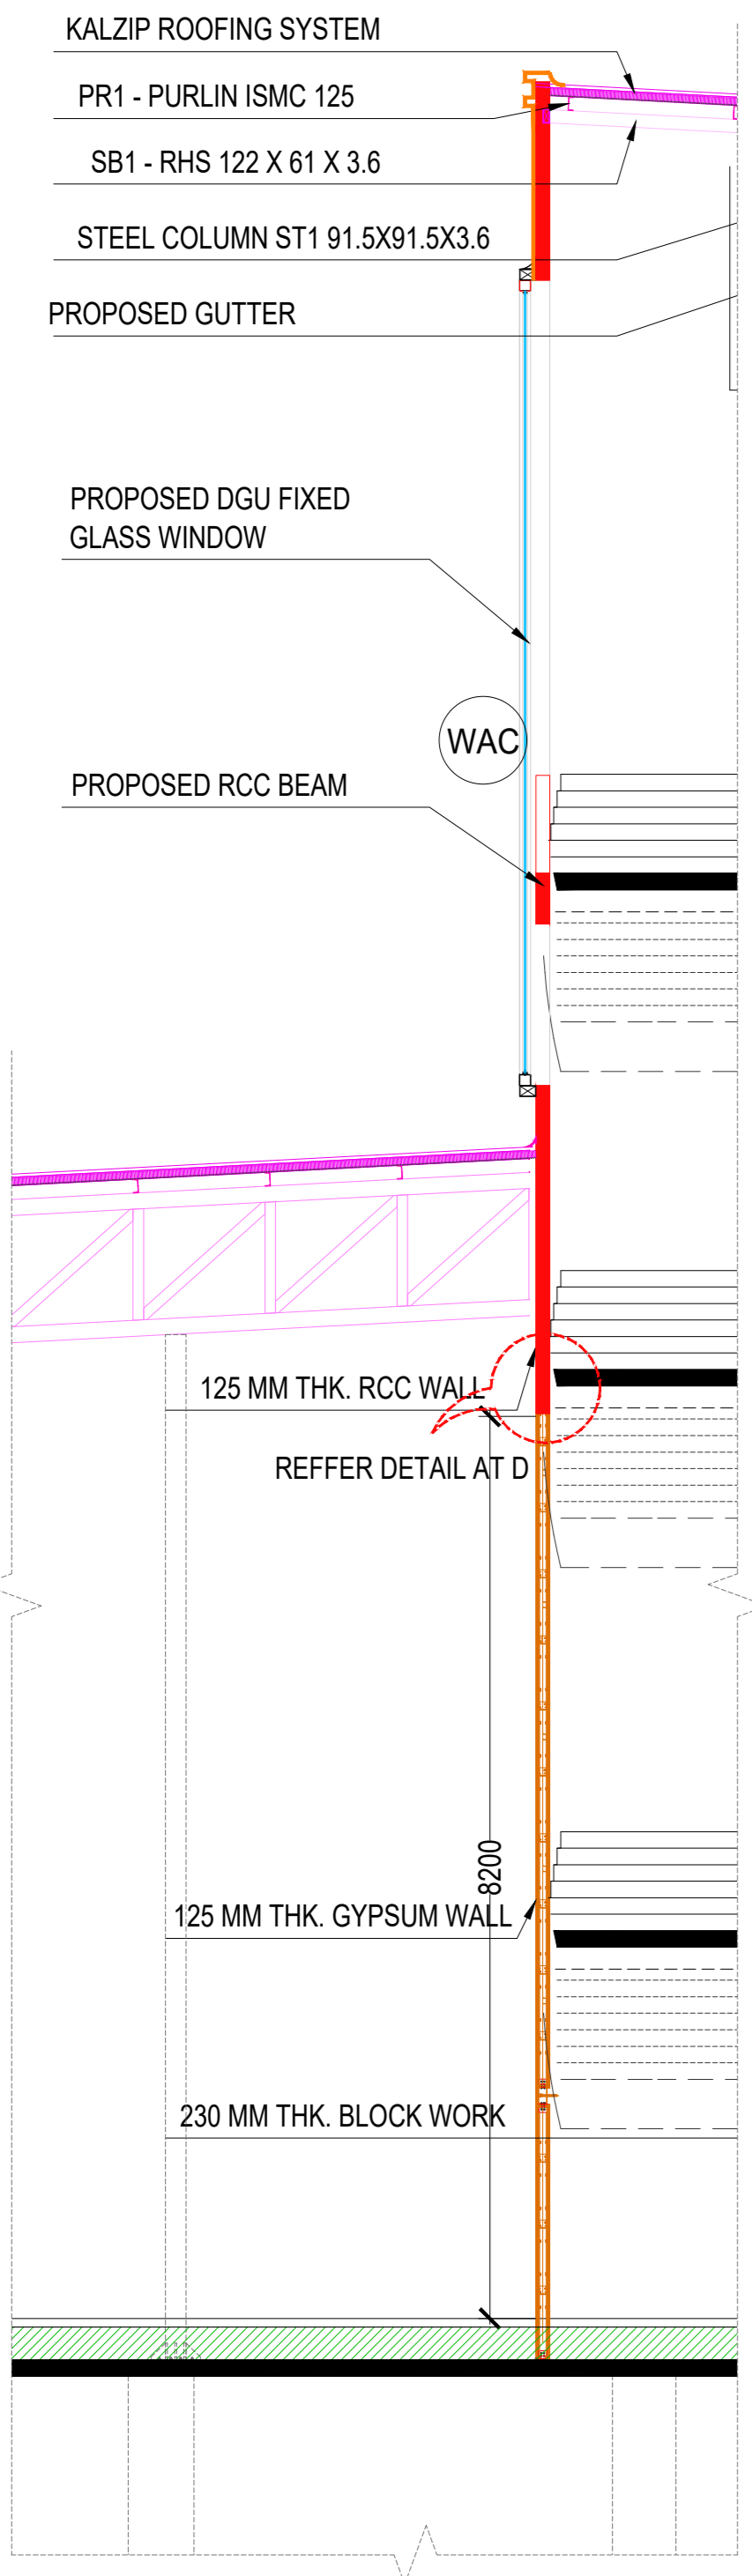 KALZIP ROOFING SYSTEM
PR1 - PURLIN ISMC 125
SB1 - RHS 122 X 61 X 3.6
STEEL COLUMN ST1 91.5X91.5X3.6
PROPOSED GUTTER
PROPOSED DGU FIXED
GLASS WINDOW
WAC
PROPOSED RCC BEAM
125 MM THK. RCC WALL
REFFER DETAIL AT D
8200
125 MM THK. GYPSUM WALL
230 MM THK. BLOCK WORK